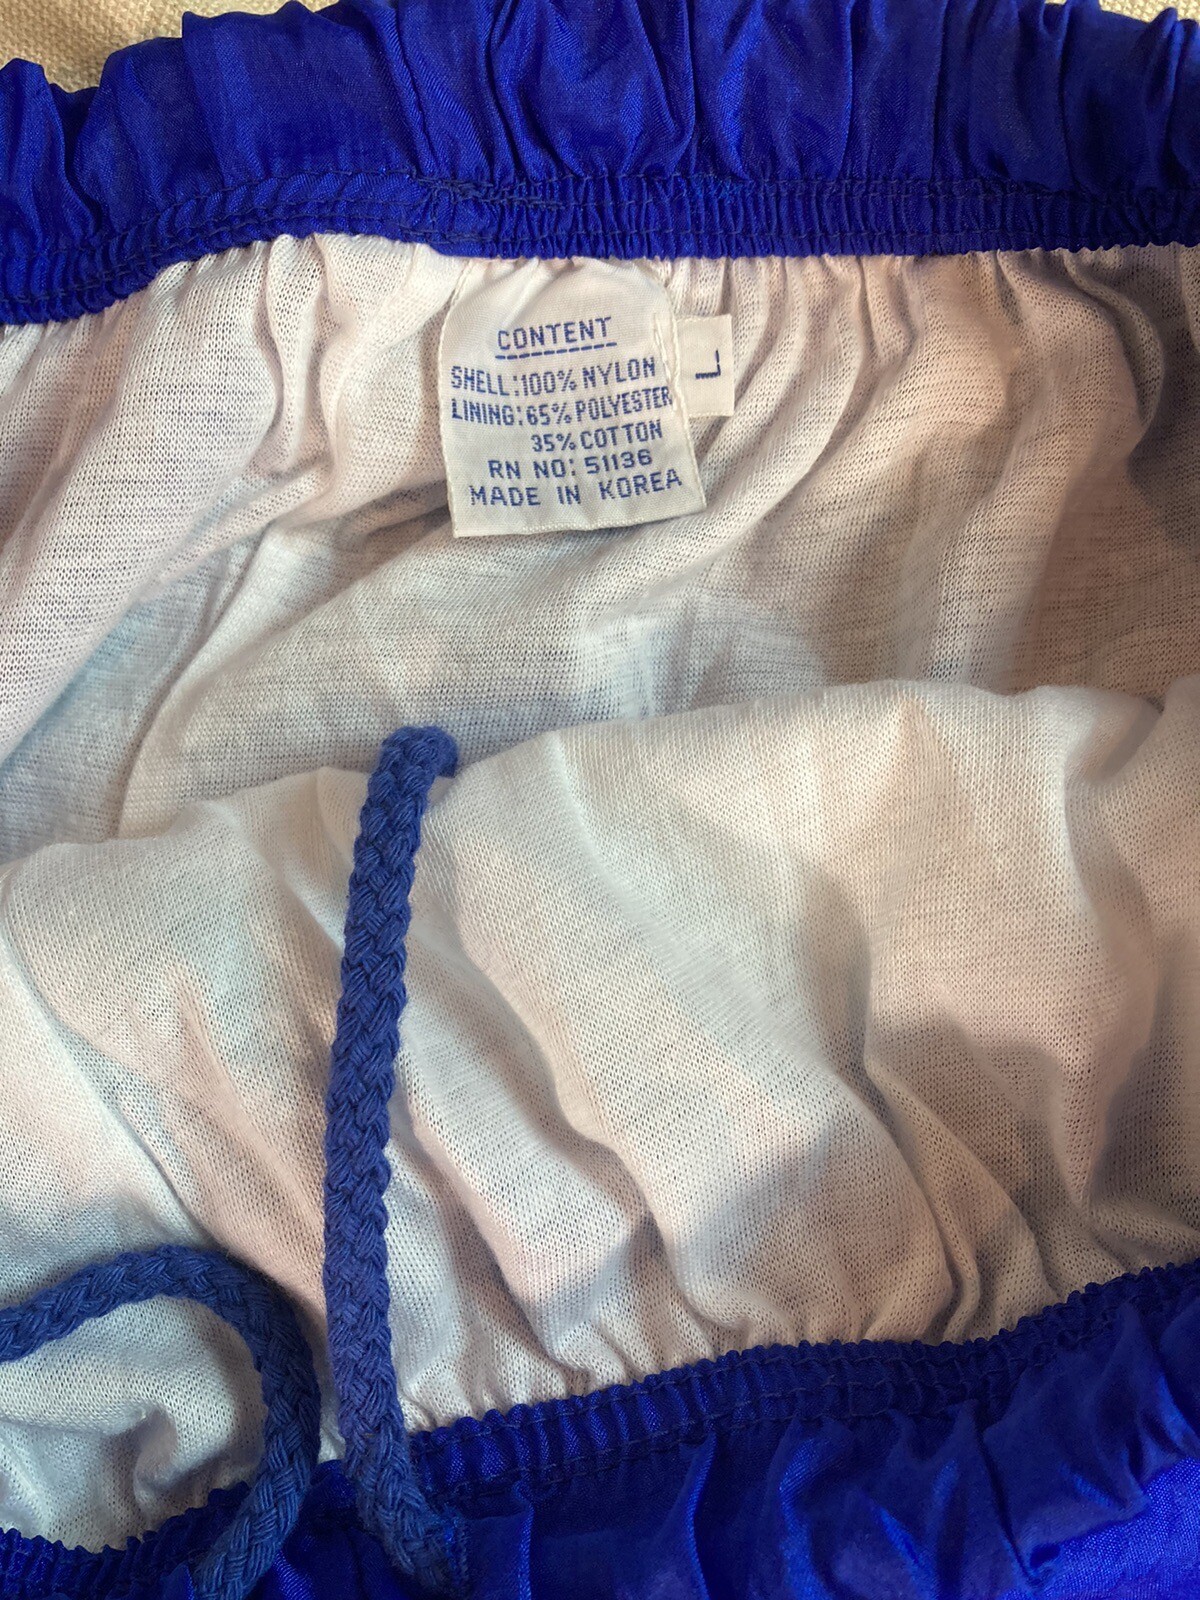 CONTENT
SHELL:100% NYLON
LINING:65% POLYESTER
35% COTTON
RN NO: 51136
MADE IN KOREA
L